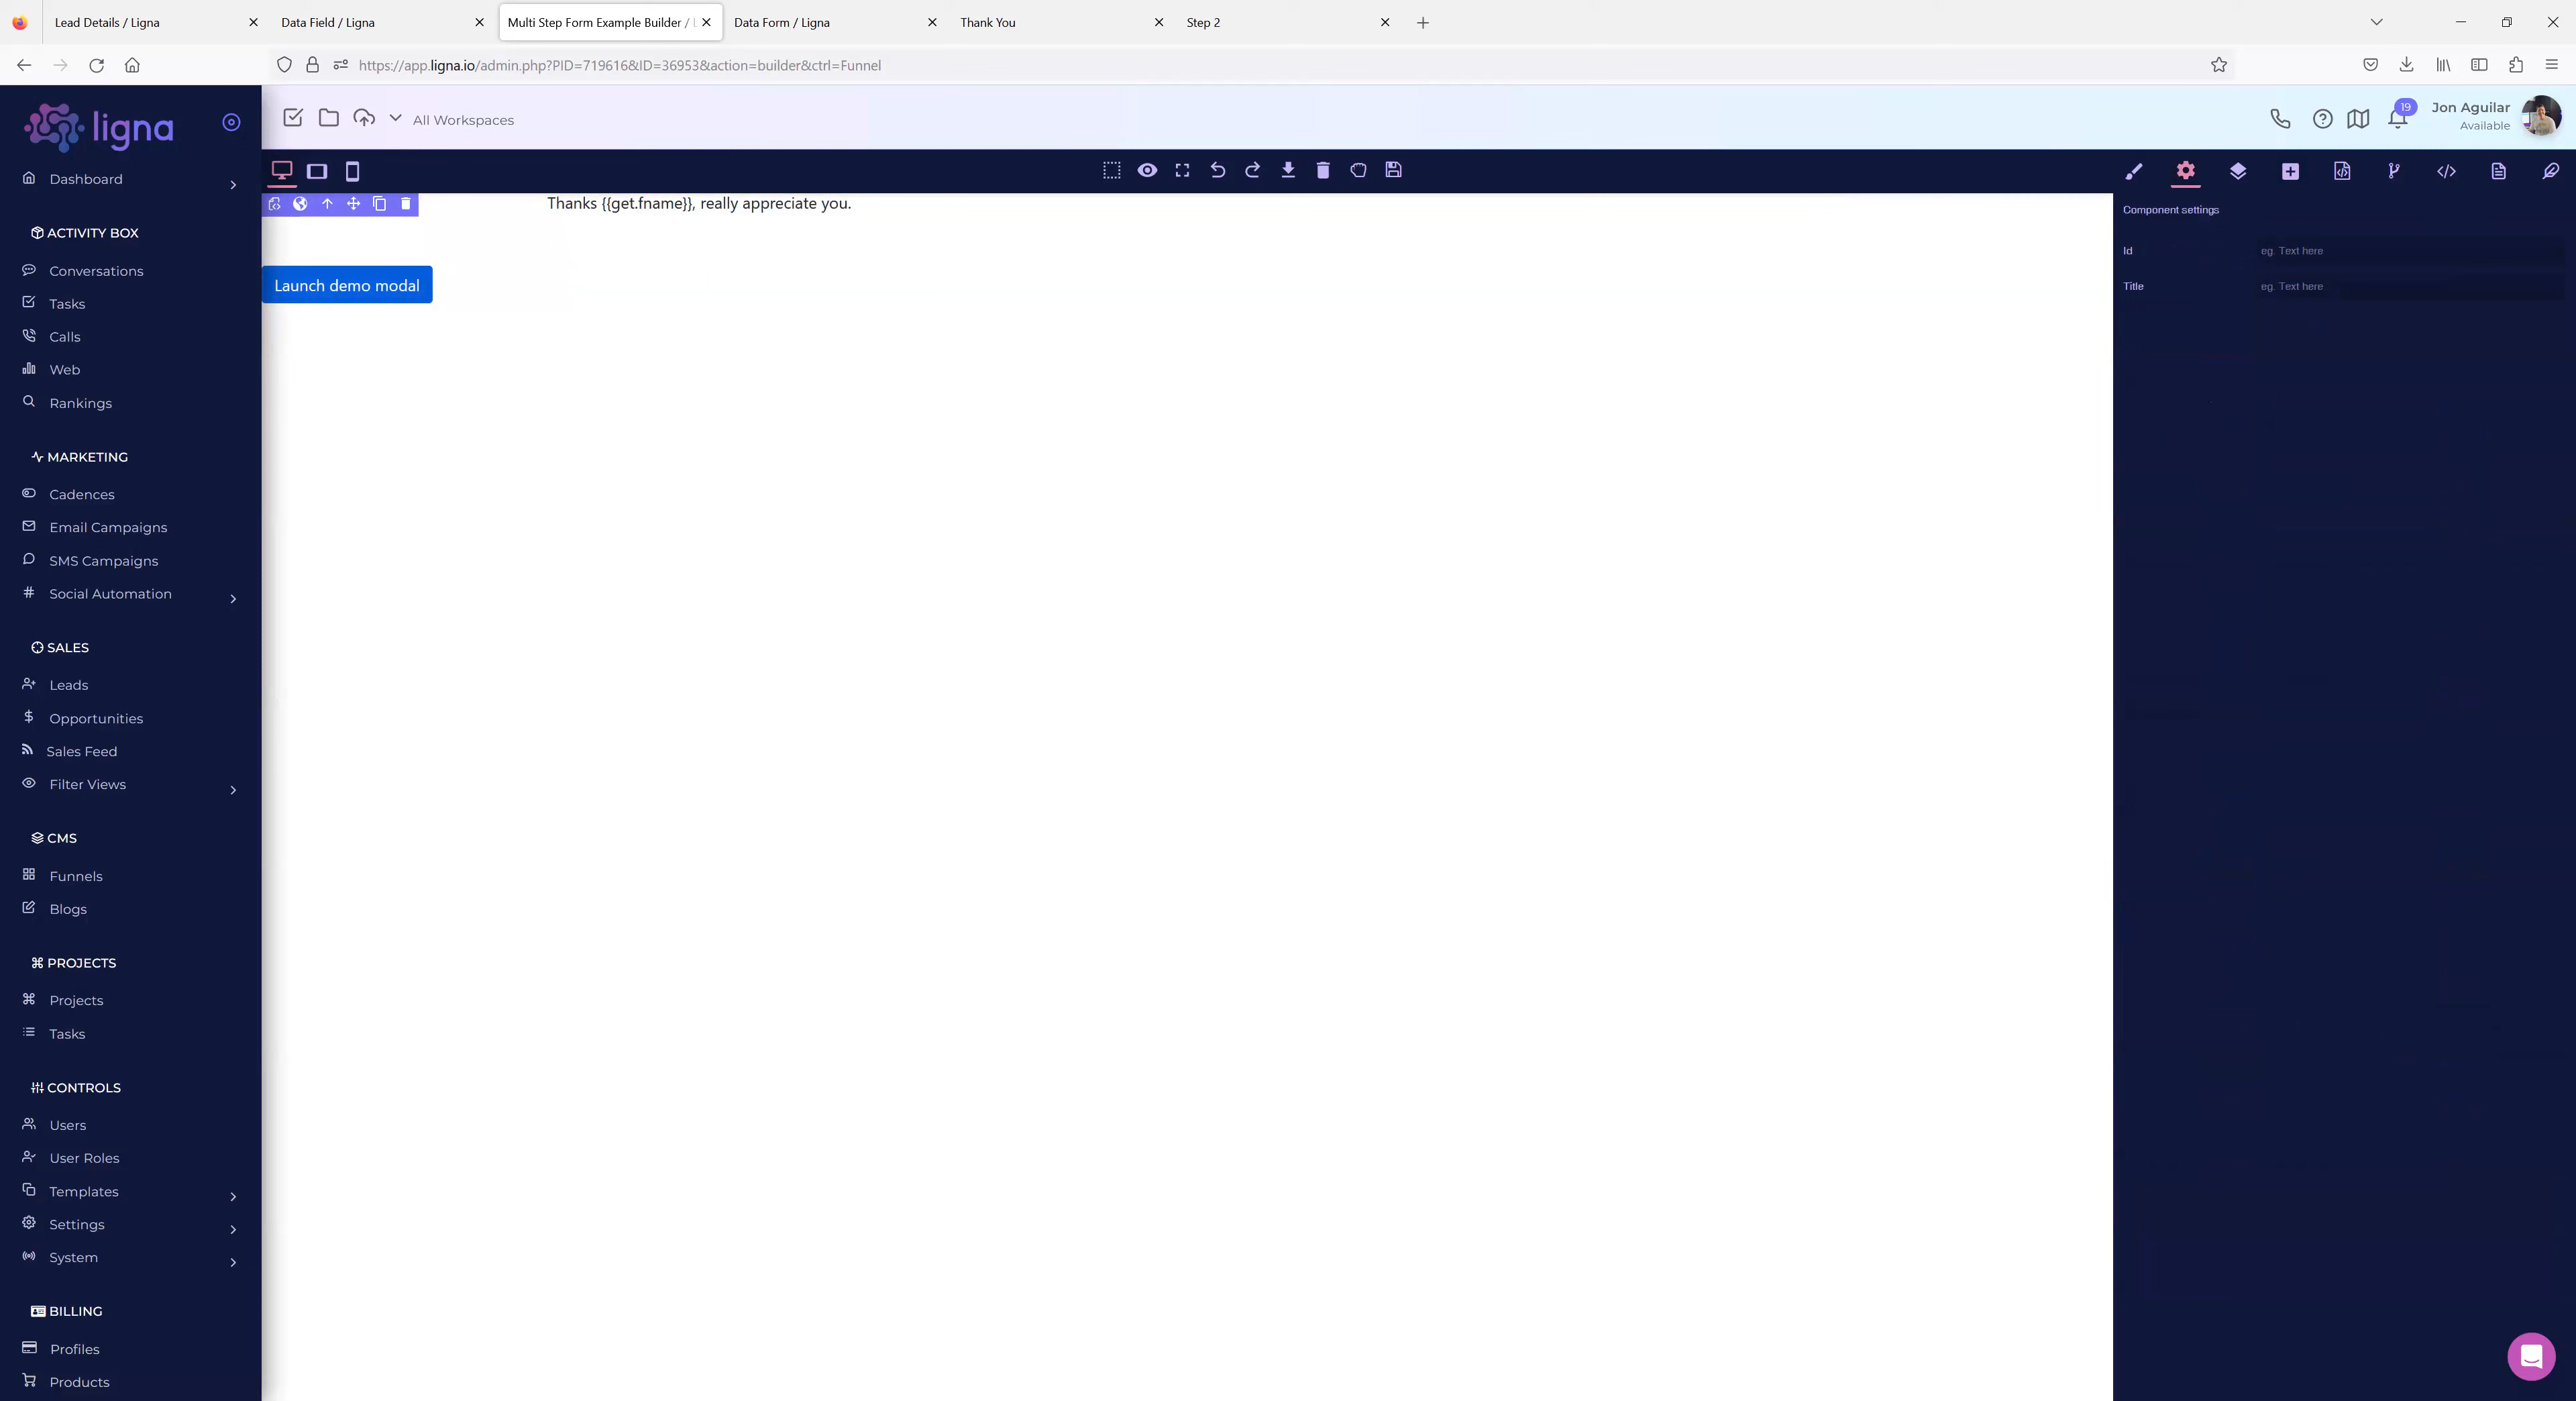 Lead Details / Ligna
Data Field / Ligna
Multi Step Form Example Builder / L
Data Form / Ligna
Thank You
Step 2
https://app.ligna.io/admin.php?PID=719616&ID=36953&action=builder&ctrl=Funnel
ligna
All Workspaces
19
Jon Aguilar
Available
Dashboard
Thanks {{get.fname}}, really appreciate you.
Launch demo modal
Component settings
Id
eg. Text here
Title
eg. Text here
ACTIVITY BOX
Conversations
Tasks
Calls
Web
Rankings
MARKETING
Cadences
Email Campaigns
SMS Campaigns
Social Automation
SALES
Leads
Opportunities
Sales Feed
Filter Views
CMS
Funnels
Blogs
PROJECTS
Projects
Tasks
CONTROLS
Users
User Roles
Templates
Settings
System
BILLING
Profiles
Products